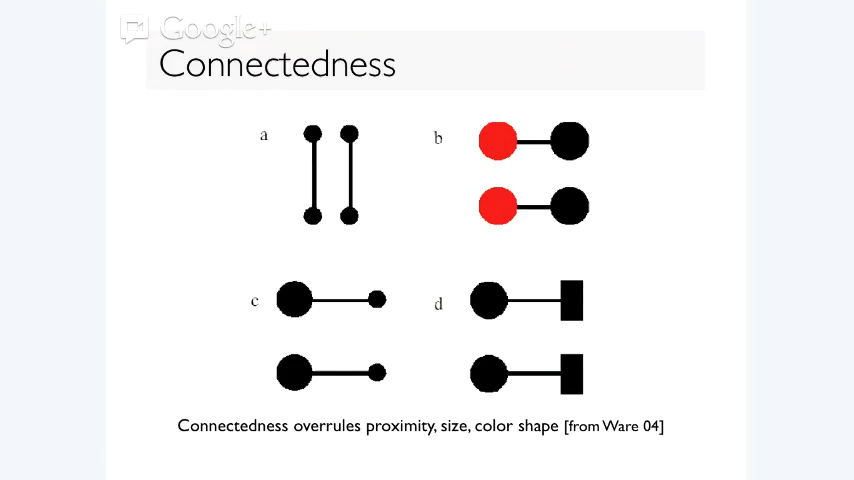 Google+
Connectedness
a
b
c
d
Connectedness overrules proximity, size, color shape [from Ware 04]